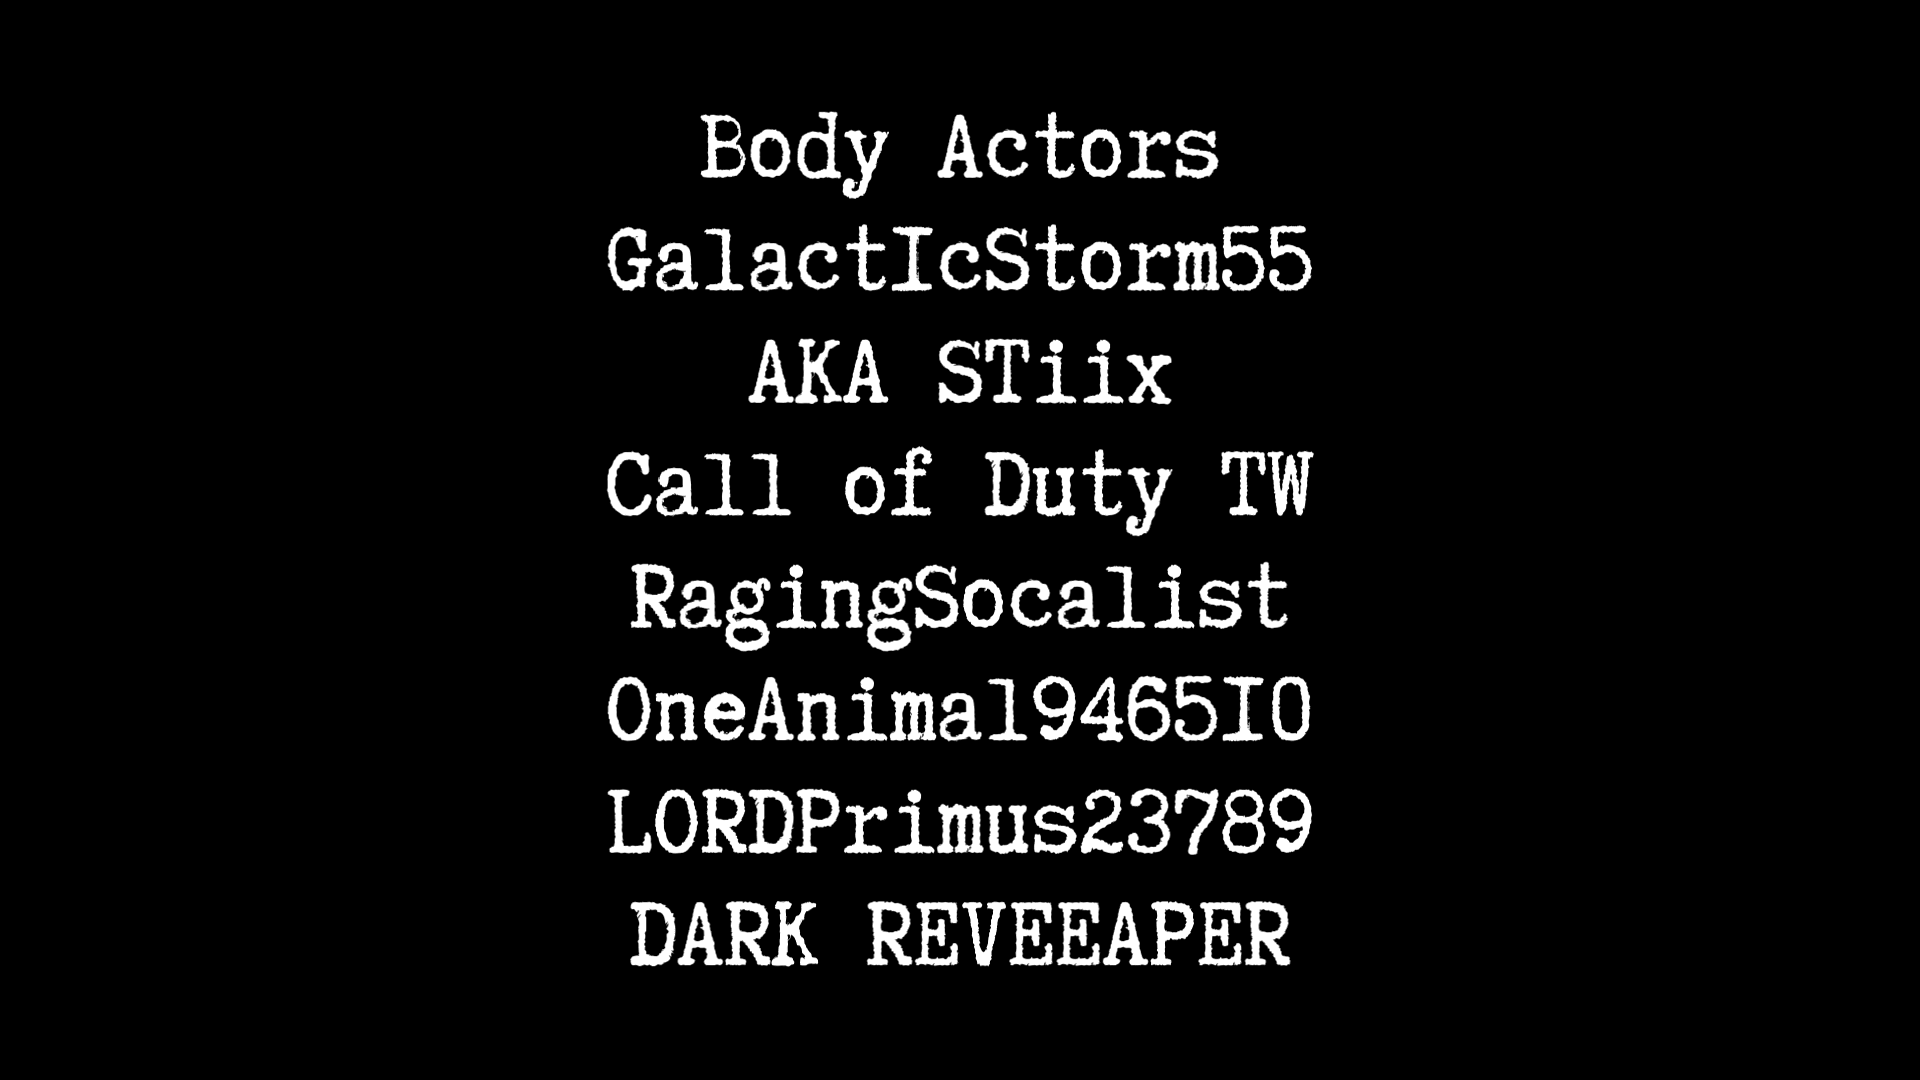 Body Actors
GalactIcStorm55
AKA STiix
Call of Duty TW
RagingSocalist
OneAnimal9465IO
LORDPrimus23789
DARK REVEEAPER